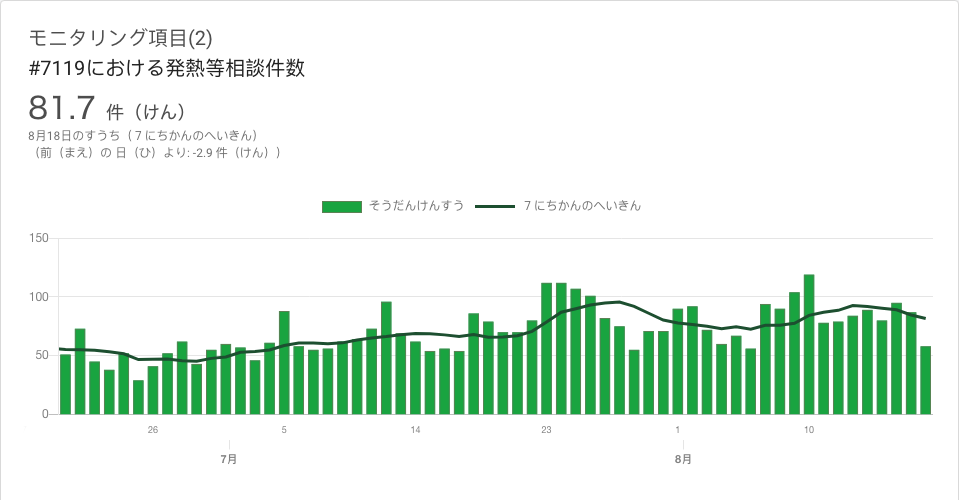 モニタリング項目(2)
#7119における発熱等相談件数
81.7 件（けん）
8月18日のすうち（７にちかんのへいきん）
（前（まえ）の 日（ひ）より: -2.9 件（けん））
そうだんけんすう ７にちかんのへいきん
150
100
50
0
26 5 14 23 1 10
7月 8月